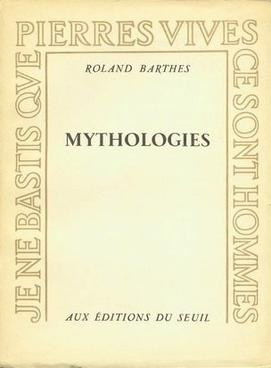 JE NE BASTIS QVE
PIERRES VIVES
CE SONT HOMMES
ROLAND BARTHES
MYTHOLOGIES
AUX ÉDITIONS DU SEUIL